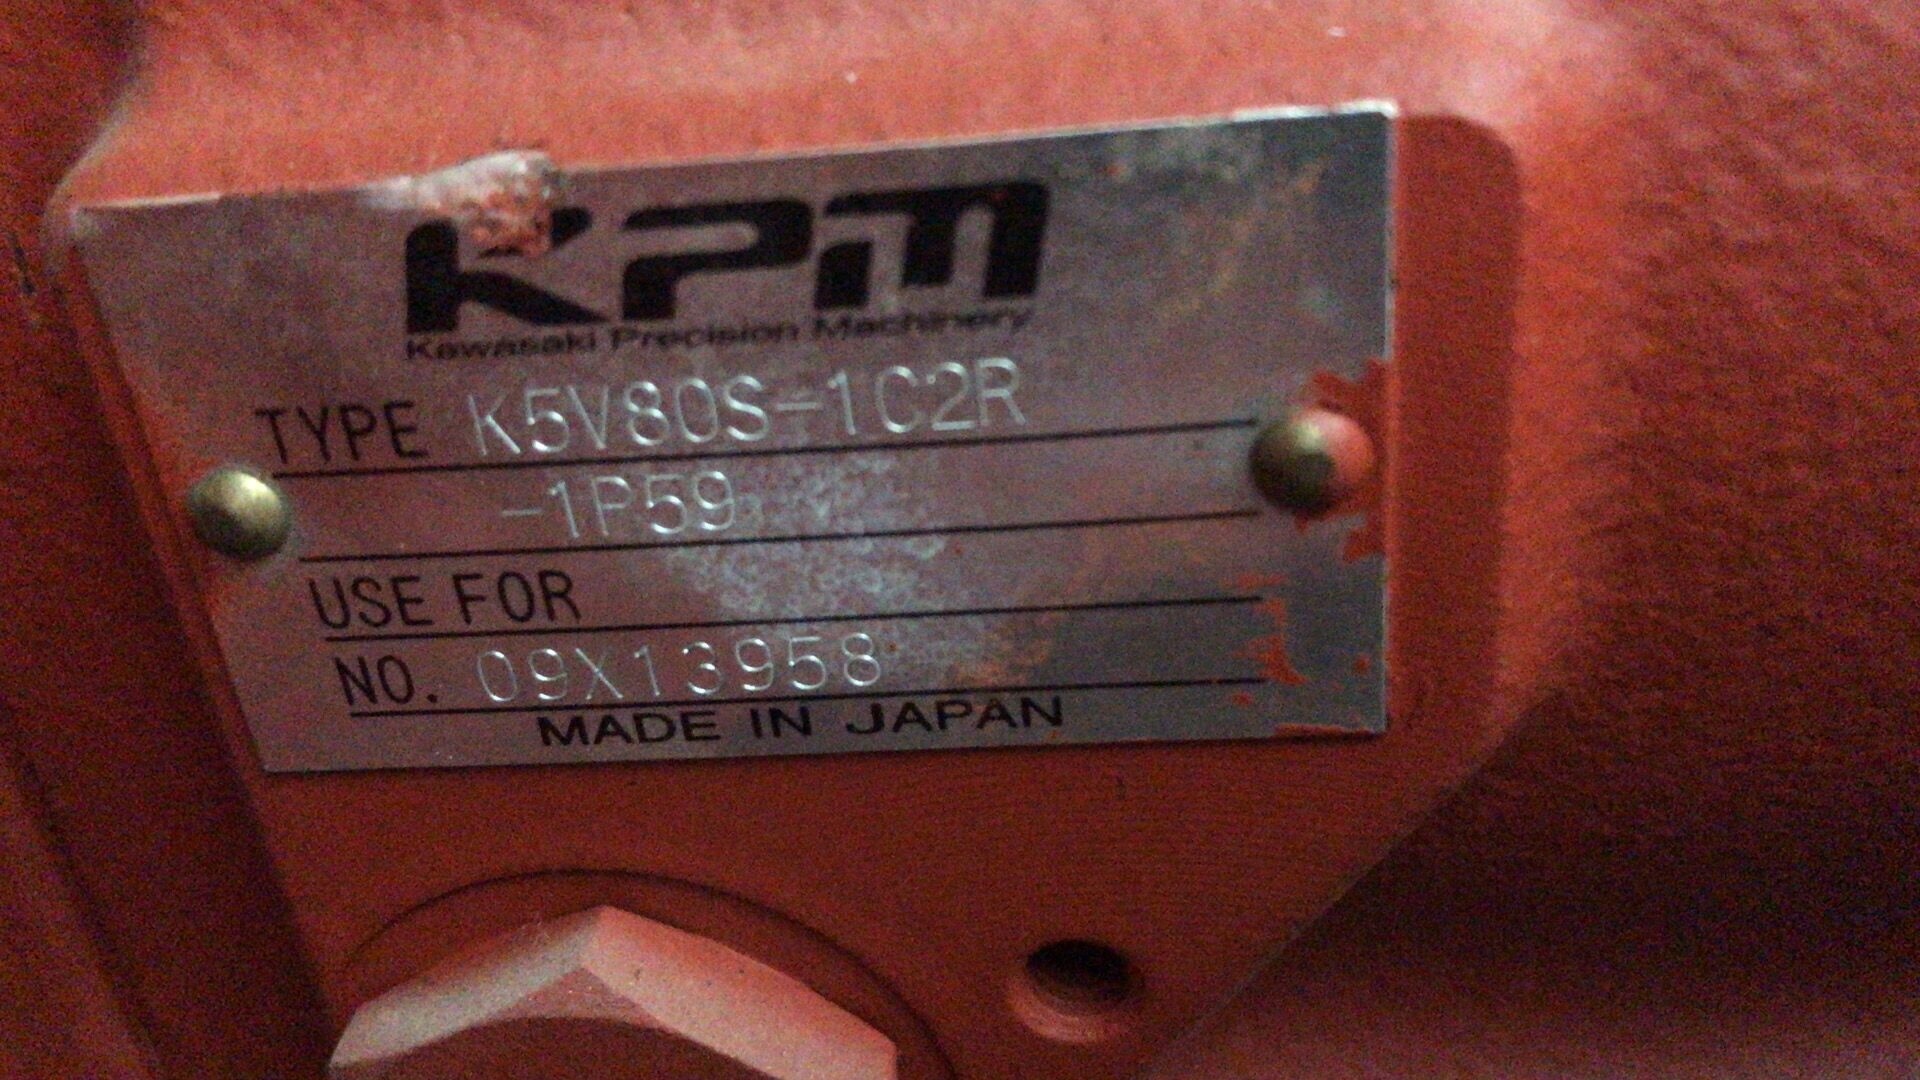 KPM
Kawasaki Precision Machinery
TYPE K5V80S-1C2R
-1P59
USE FOR
NO. 09X13958
MADE IN JAPAN